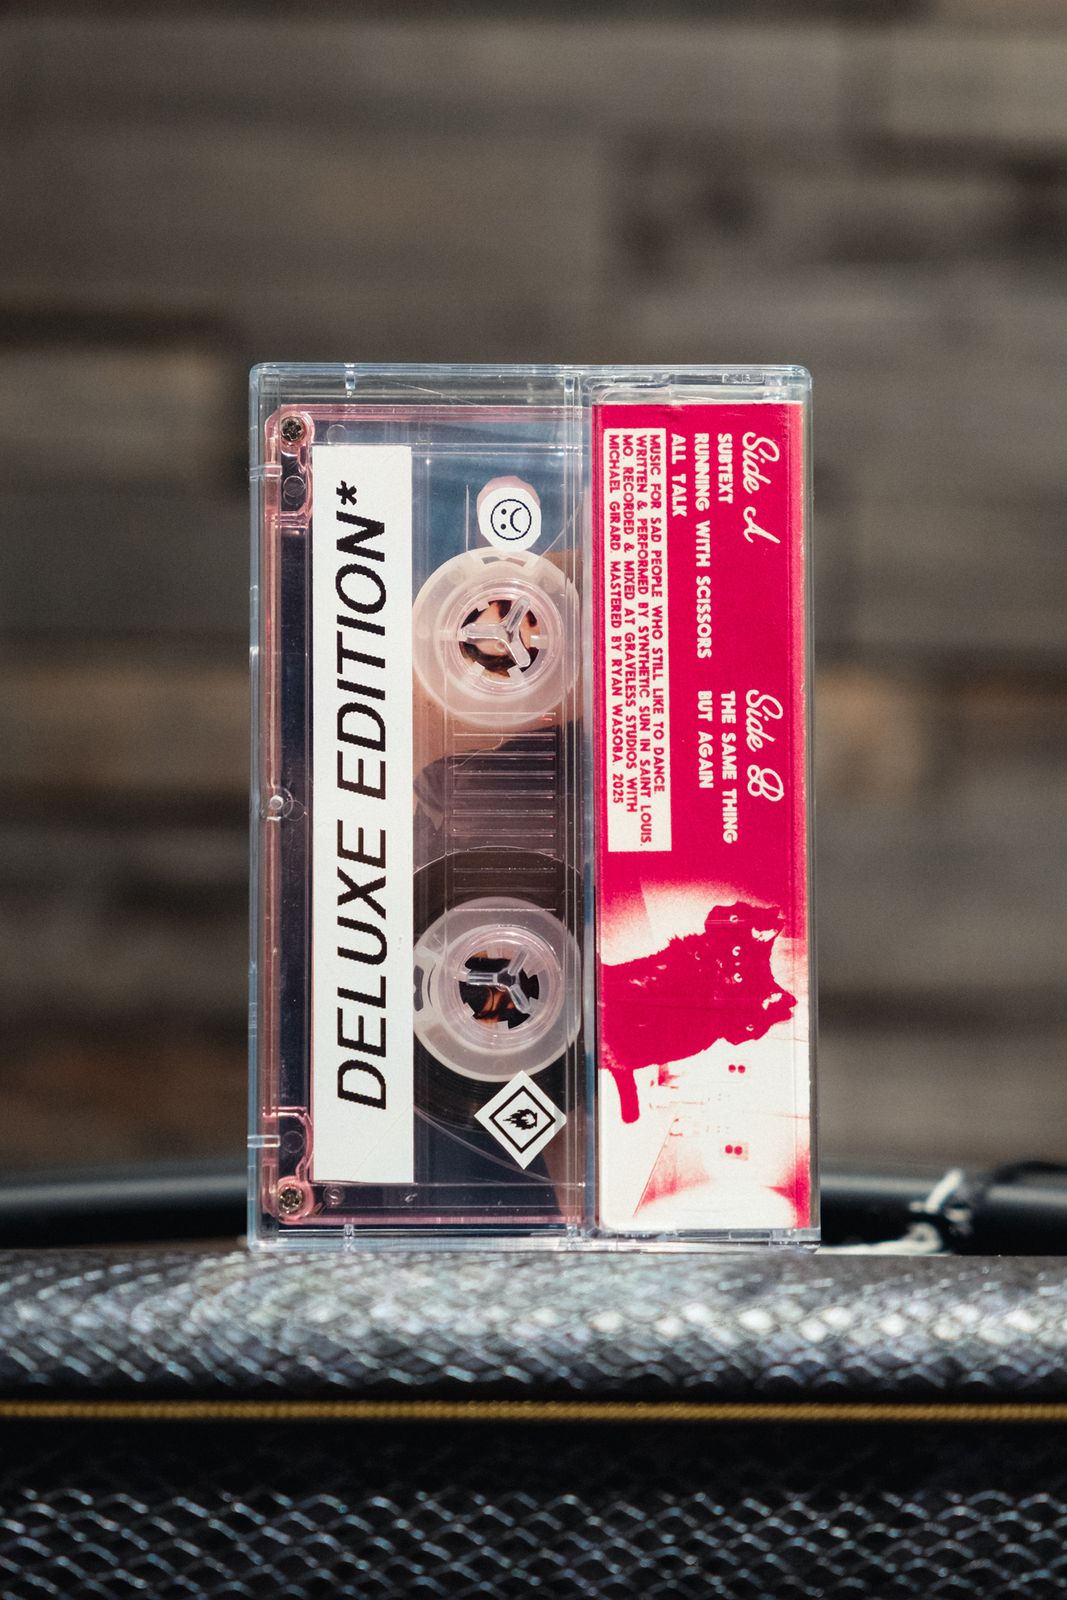 DELUXE EDITION*
Side A
SUBTEXT
RUNNING WITH SCISSORS
ALL TALK
Side B
THE SAME THING
BUT AGAIN
MUSIC FOR SAD PEOPLE WHO STILL LIKE TO DANCE
WRITTEN & PERFORMED BY SYNTHETIC SUN IN SAINT LOUIS,
MO. RECORDED & MIXED AT GRAVELESS STUDIOS WITH
MICHAEL GIRARD. MASTERED BY RYAN WASOBA 2025